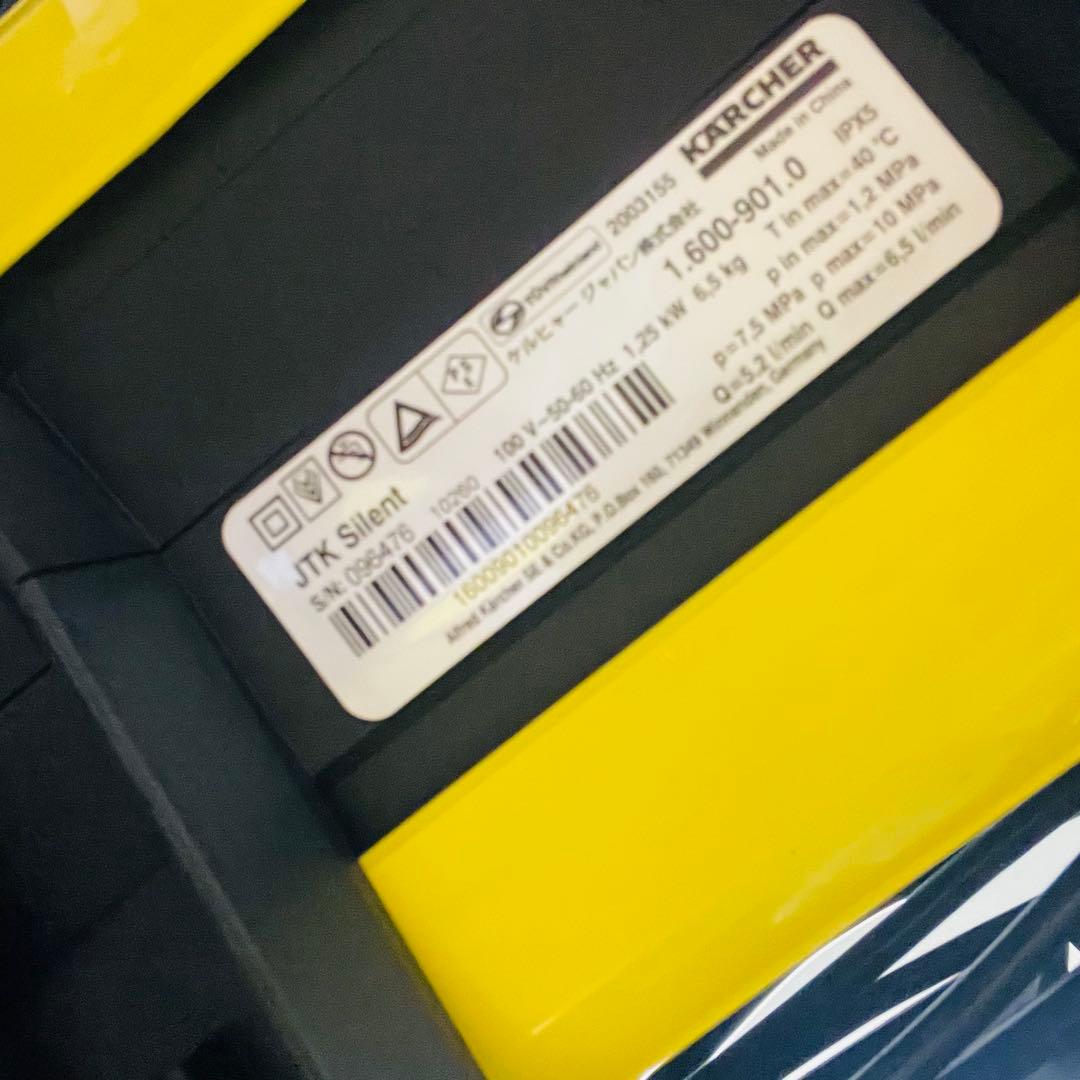 KÄRCHER
Made in China
TÜVRheinland 2003155
ケルヒャー ジャパン株式会社
PS
E
JTK Silent
1.600-901.0
IPX5
S/N: 096476 10260
100 V~50-60 Hz 1,25 kW 6,5 kg
T in max=40 °C
p in max=1,2 MPa
p=7,5 MPa p max=10 MPa
Q=5,2 l/min Q max=6,5 l/min
16009010096476
Alfred Kärcher SE & Co.KG, P.O.Box 160, 71349 Winnenden, Germany